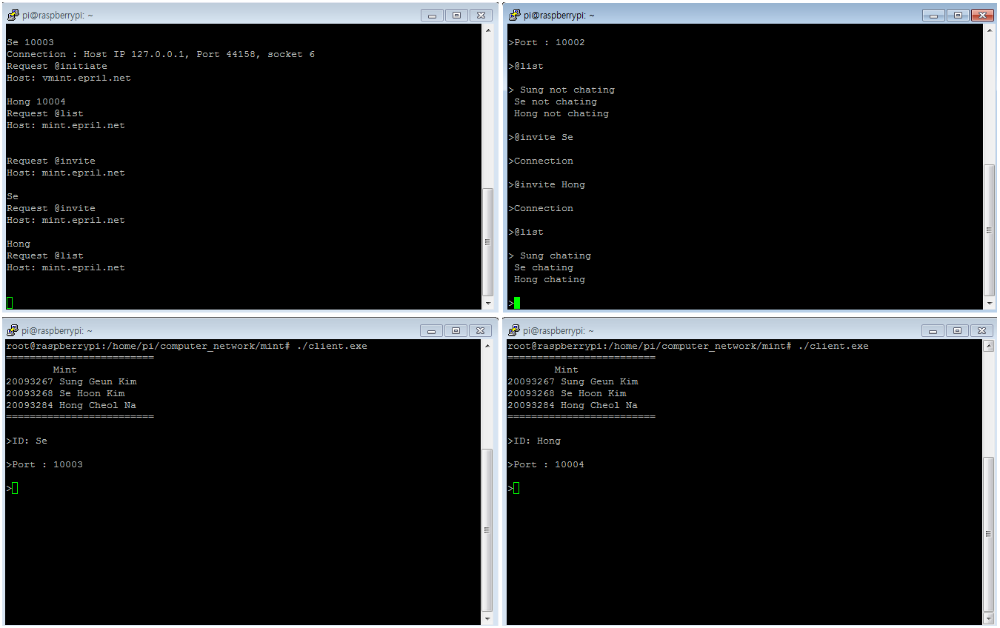 pi@raspberrypi: ~
Se 10003
Connection : Host IP 127.0.0.1, Port 44158, socket 6
Request @initiate
Host: vmint.epril.net
Hong 10004
Request @list
Host: mint.epril.net
Request @invite
Host: mint.epril.net
Se
Request @invite
Host: mint.epril.net
Hong
Request @list
Host: mint.epril.net
pi@raspberrypi: ~
>Port : 10002
>@list
> Sung not chating
Se not chating
Hong not chating
>@invite Se
>Connection
>@invite Hong
>Connection
>@list
> Sung chating
Se chating
Hong chating
>
pi@raspberrypi: ~
root@raspberrypi:/home/pi/computer_network/mint# ./client.exe
=========================
Mint
20093267 Sung Geun Kim
20093268 Se Hoon Kim
20093284 Hong Cheol Na
=========================
>ID: Se
>Port : 10003
>
pi@raspberrypi: ~
root@raspberrypi:/home/pi/computer_network/mint# ./client.exe
=========================
Mint
20093267 Sung Geun Kim
20093268 Se Hoon Kim
20093284 Hong Cheol Na
=========================
>ID: Hong
>Port : 10004
>